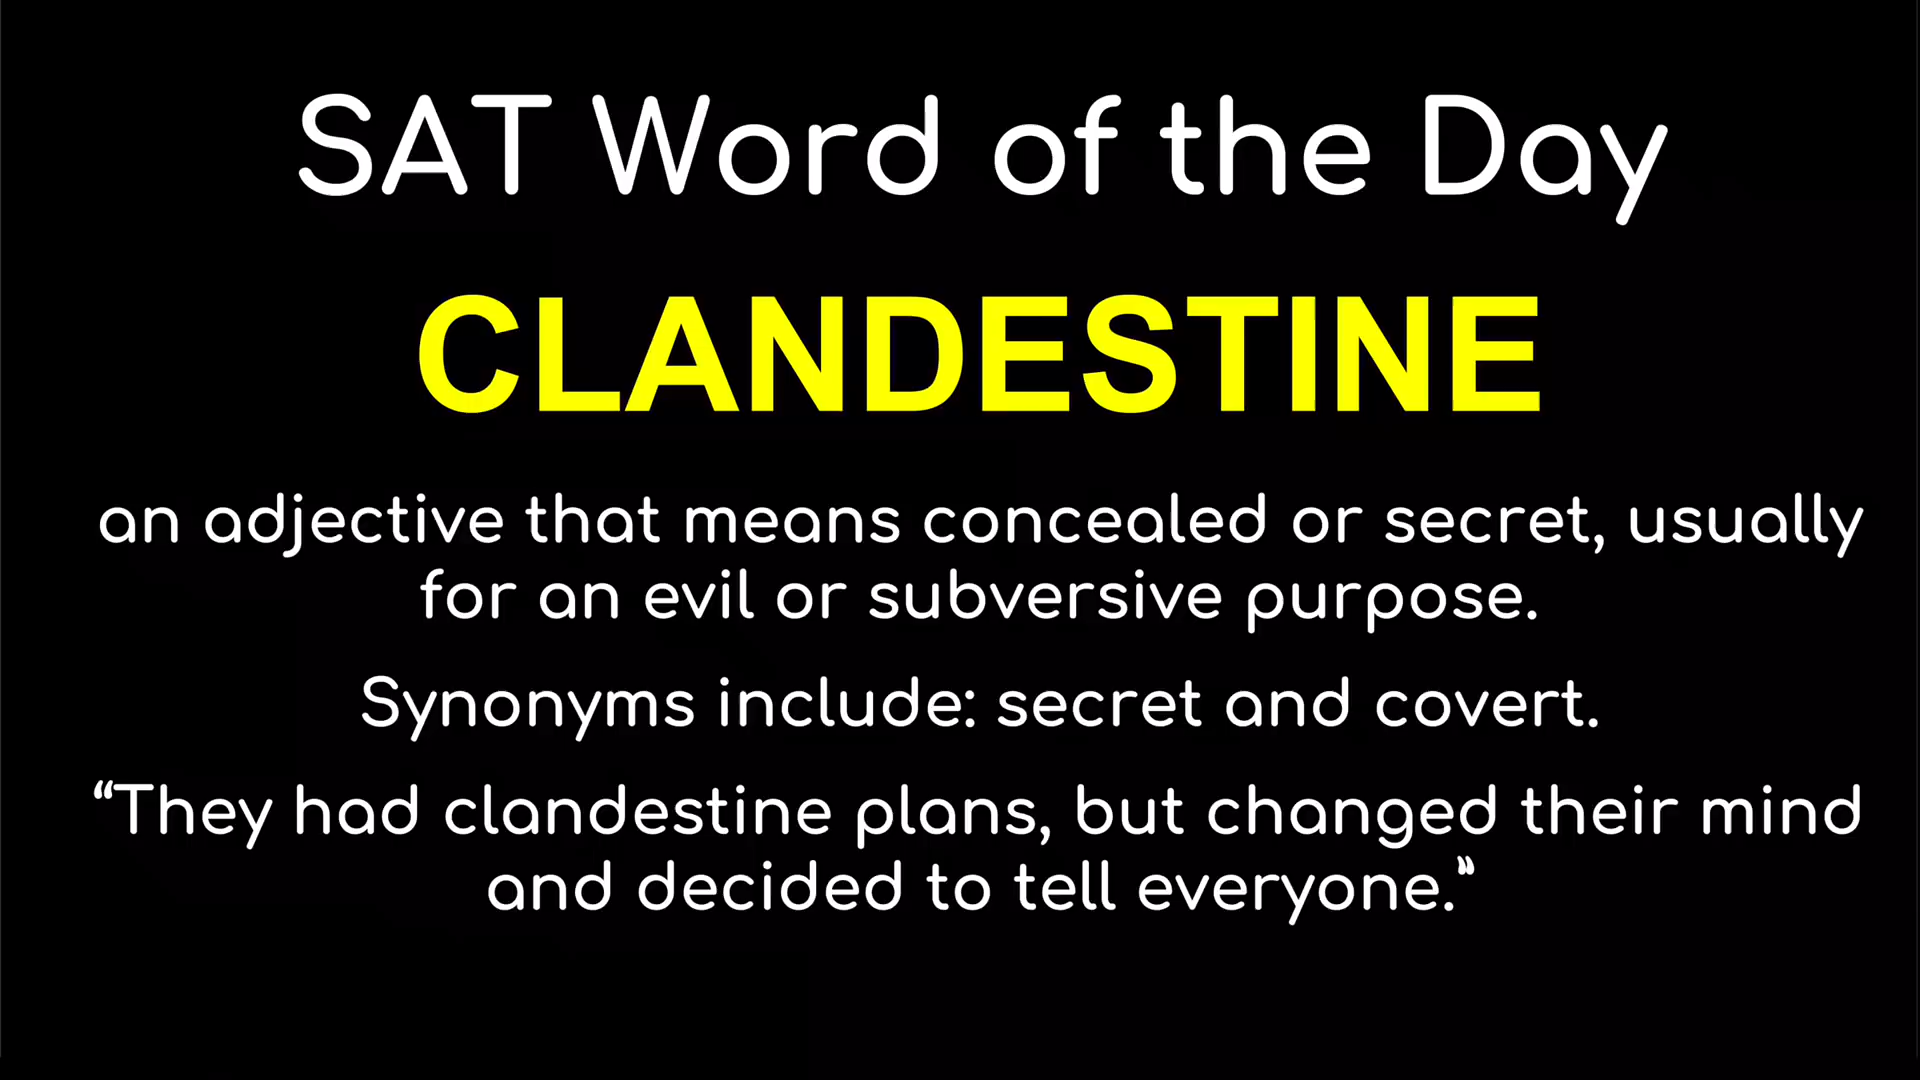 SAT Word of the Day
CLANDESTINE
an adjective that means concealed or secret, usually
for an evil or subversive purpose.
Synonyms include: secret and covert.
“They had clandestine plans, but changed their mind
and decided to tell everyone.”